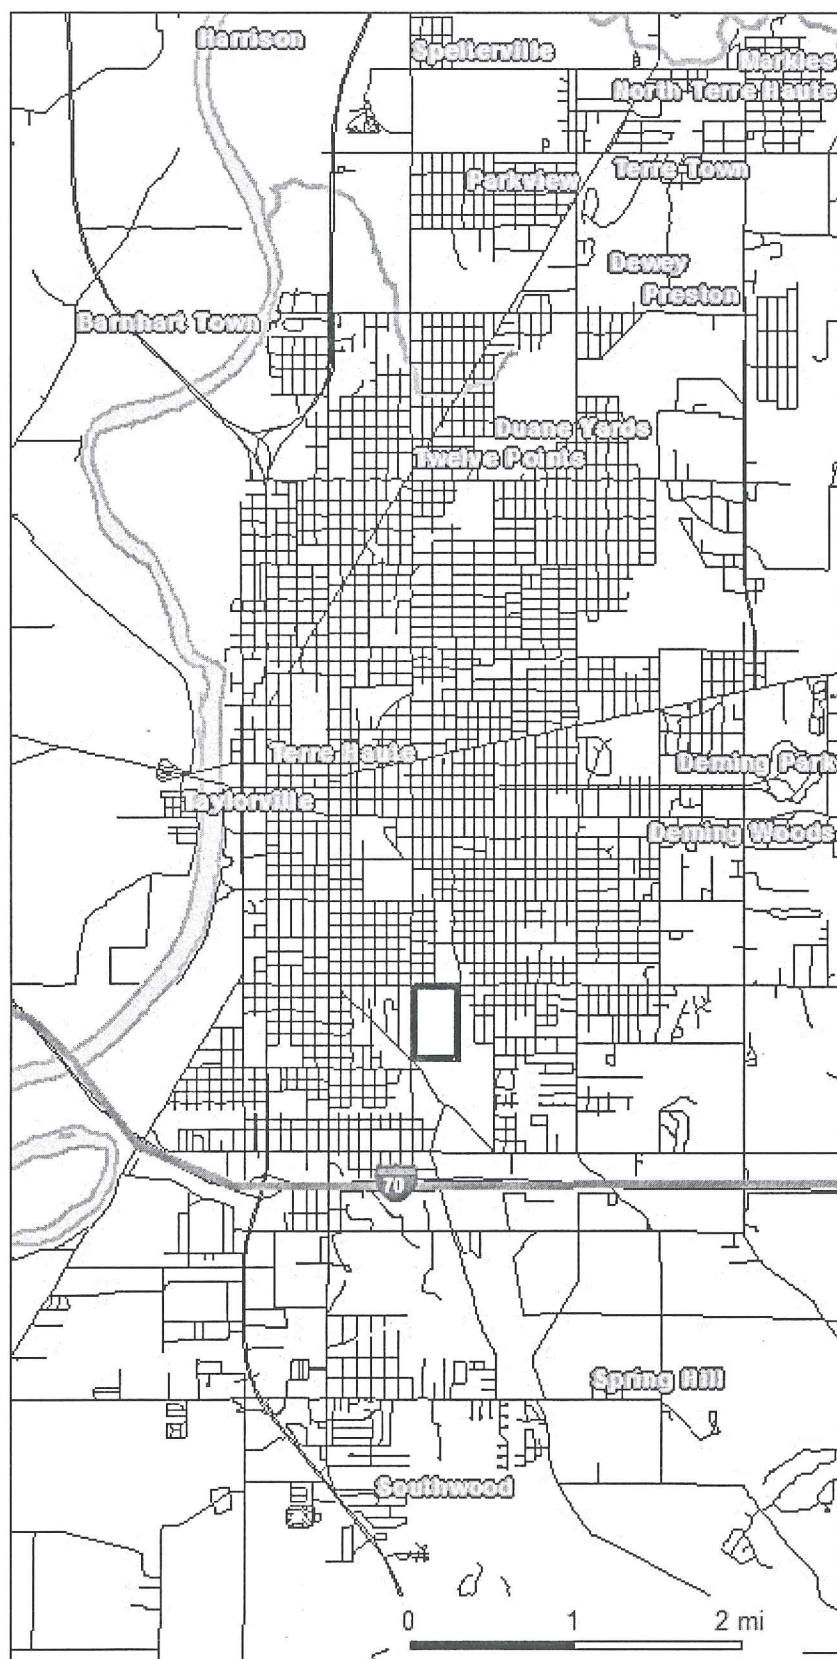 Harrison
Spelterville
Markles
North Terre Haute
Parkview
Terre Town
Dewey
Preston
Barnhart Town
Duane Yards
Twelve Points
Terre Haute
Deming Park
Taylorville
Deming Woods
70
Spring Hill
Southwood
0 1 2 mi